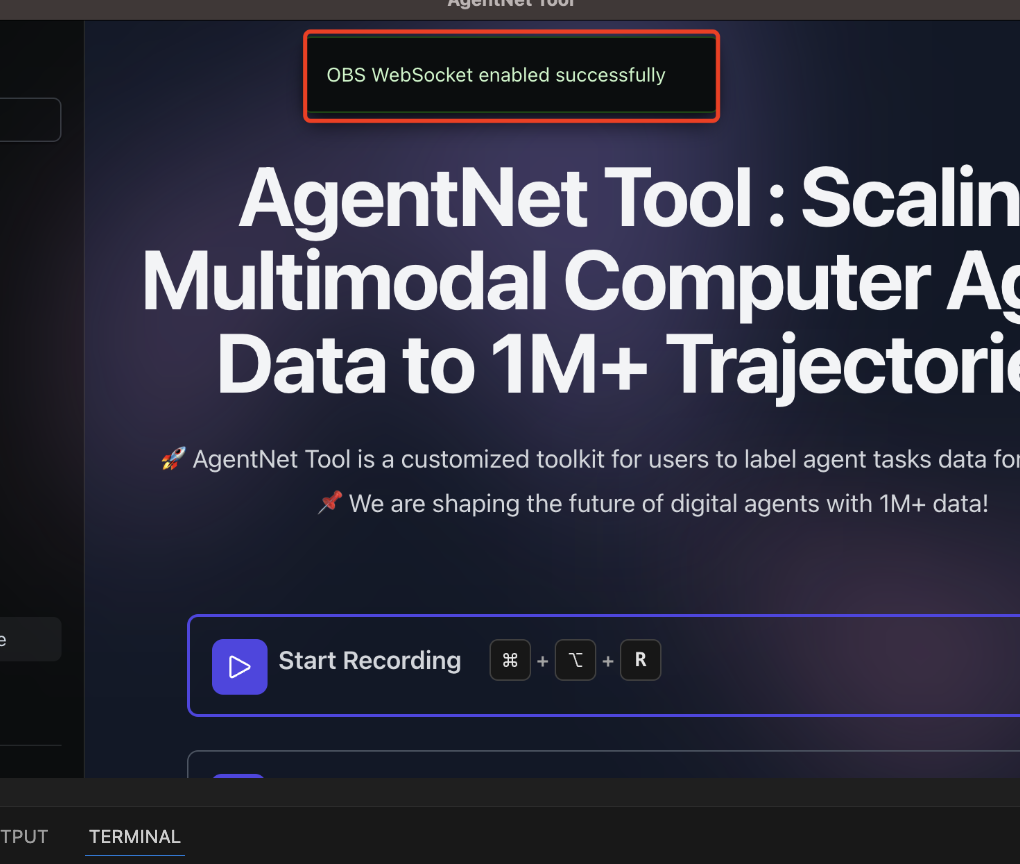 AgentNet Tool
OBS WebSocket enabled successfully
AgentNet Tool : Scalin
Multimodal Computer Ag
Data to 1M+ Trajectorie
🚀 AgentNet Tool is a customized toolkit for users to label agent tasks data for
📌 We are shaping the future of digital agents with 1M+ data!
e
Start Recording ⌘ + ⌥ + R
TPUT TERMINAL